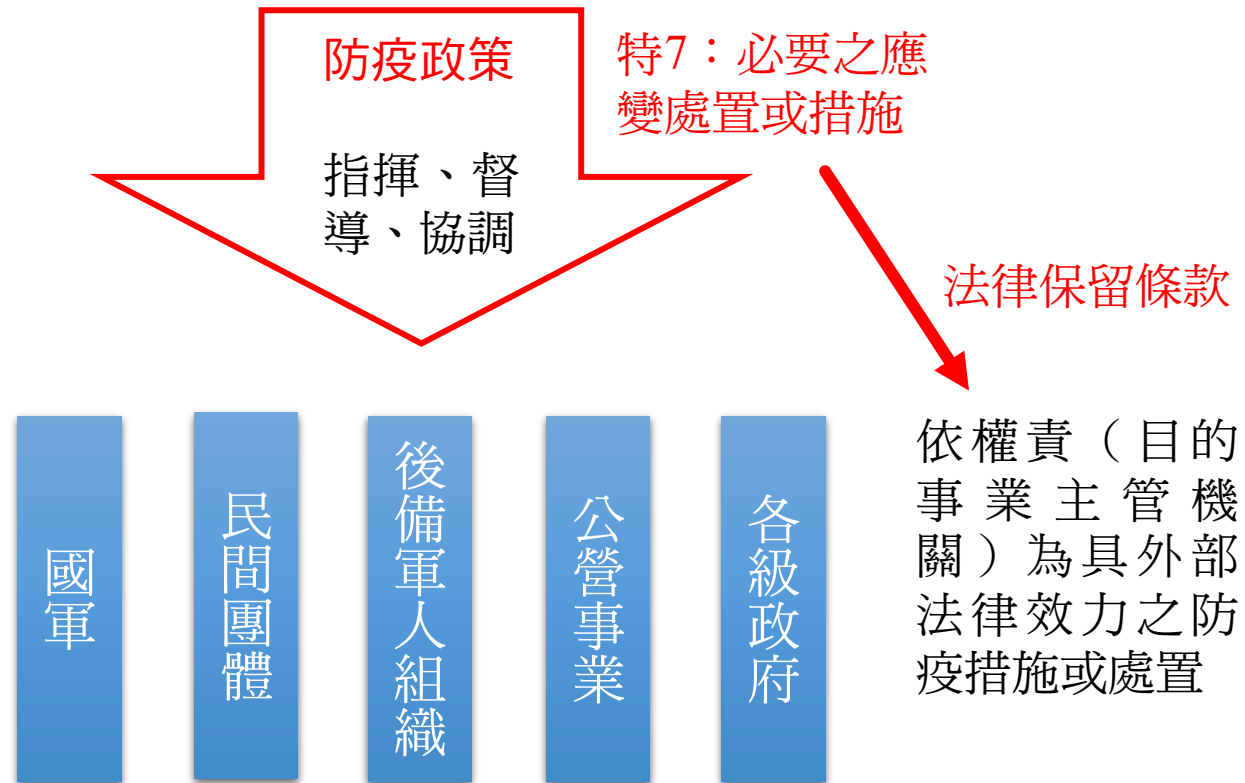 防疫政策
指揮、督
導、協調
特7：必要之應
變處置或措施
法律保留條款
國軍
民間團體
後備軍人組織
公營事業
各級政府
依權責（目的
事業主管機
關）為具外部
法律效力之防
疫措施或處置